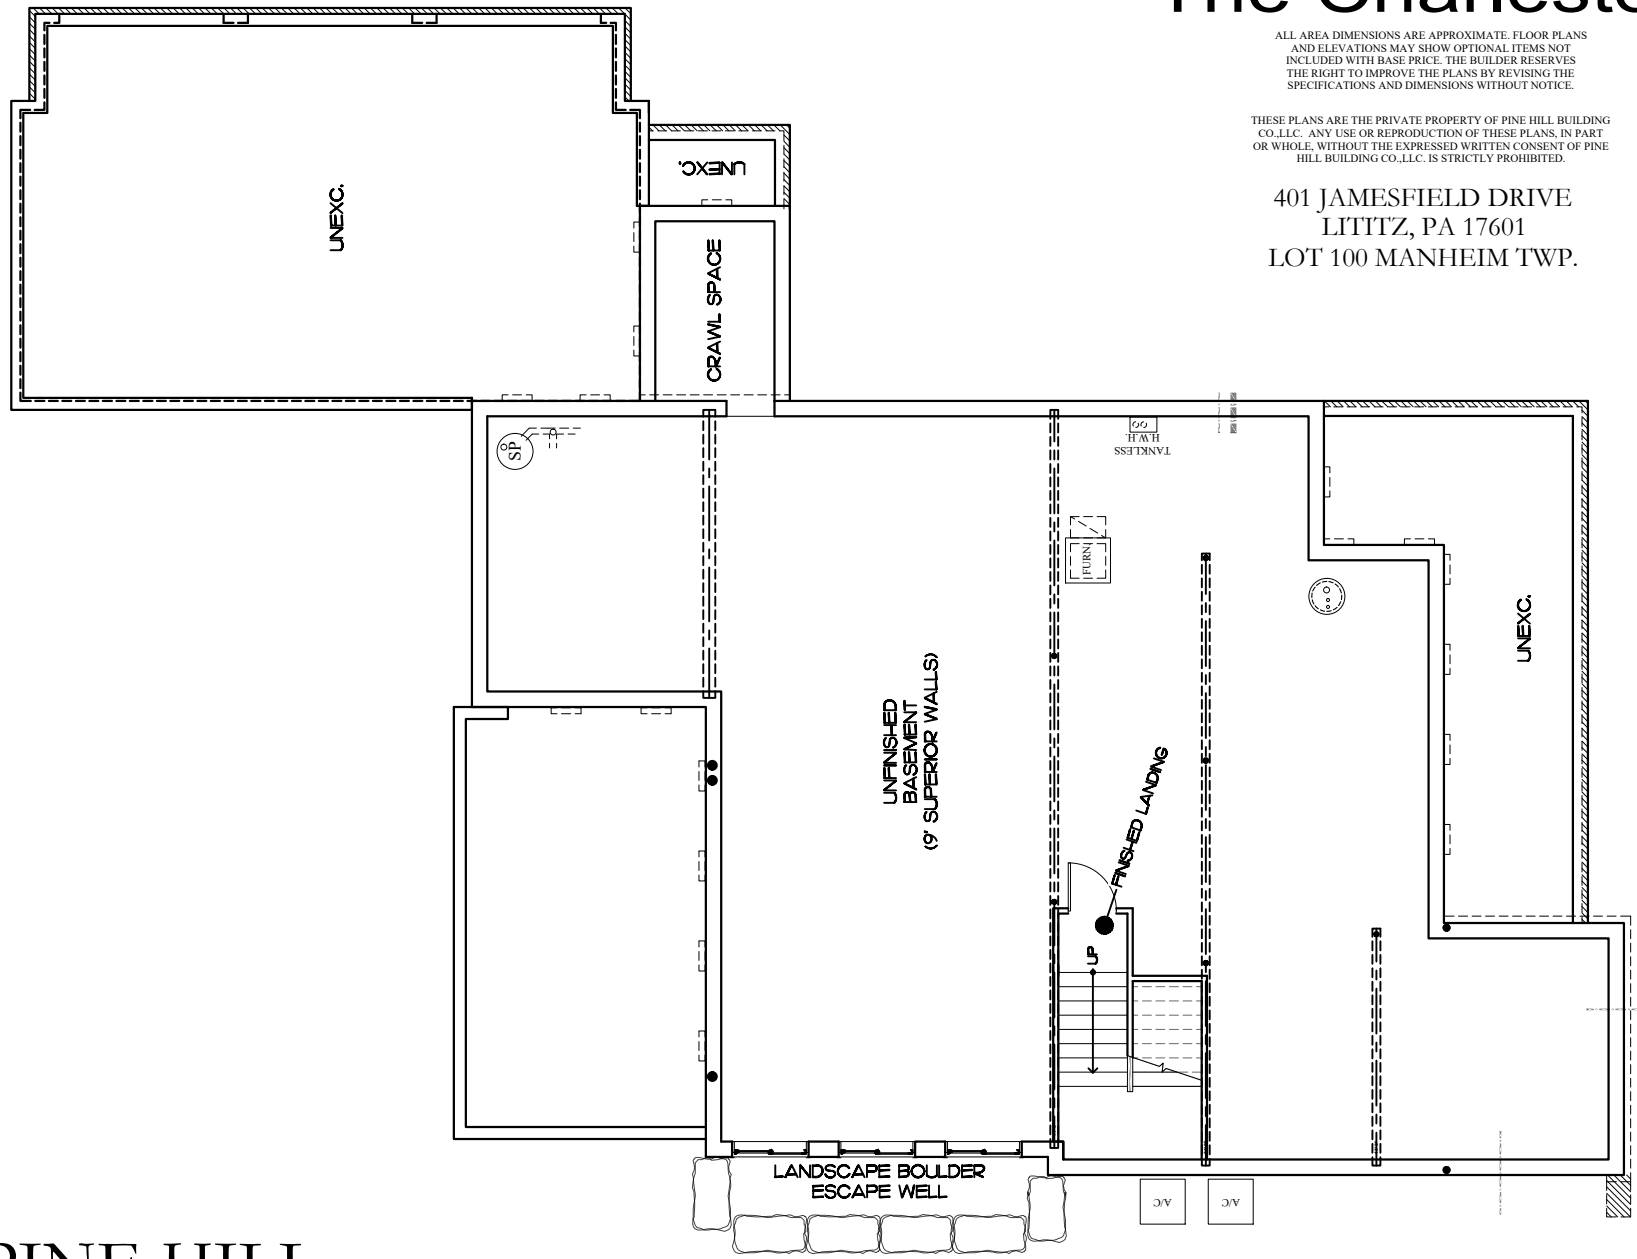 ALL AREA DIMENSIONS ARE APPROXIMATE. FLOOR PLANS
AND ELEVATIONS MAY SHOW OPTIONAL ITEMS NOT
INCLUDED WITH BASE PRICE. THE BUILDER RESERVES
THE RIGHT TO IMPROVE THE PLANS BY REVISING THE
SPECIFICATIONS AND DIMENSIONS WITHOUT NOTICE.
THESE PLANS ARE THE PRIVATE PROPERTY OF PINE HILL BUILDING
CO.,LLC. ANY USE OR REPRODUCTION OF THESE PLANS, IN PART
OR WHOLE, WITHOUT THE EXPRESSED WRITTEN CONSENT OF PINE
HILL BUILDING CO.,LLC. IS STRICTLY PROHIBITED.
401 JAMESFIELD DRIVE
LITITZ, PA 17601
LOT 100 MANHEIM TWP.
UNEXC.
UNEXC.
CRAWL SPACE
SP
TANKLESS
H.W.H.
FURN
UNEXC.
UNFINISHED
BASEMENT
(9' SUPERIOR WALLS)
FINISHED LANDING
UP
LANDSCAPE BOULDER
ESCAPE WELL
A/C
A/C
PINE HILL